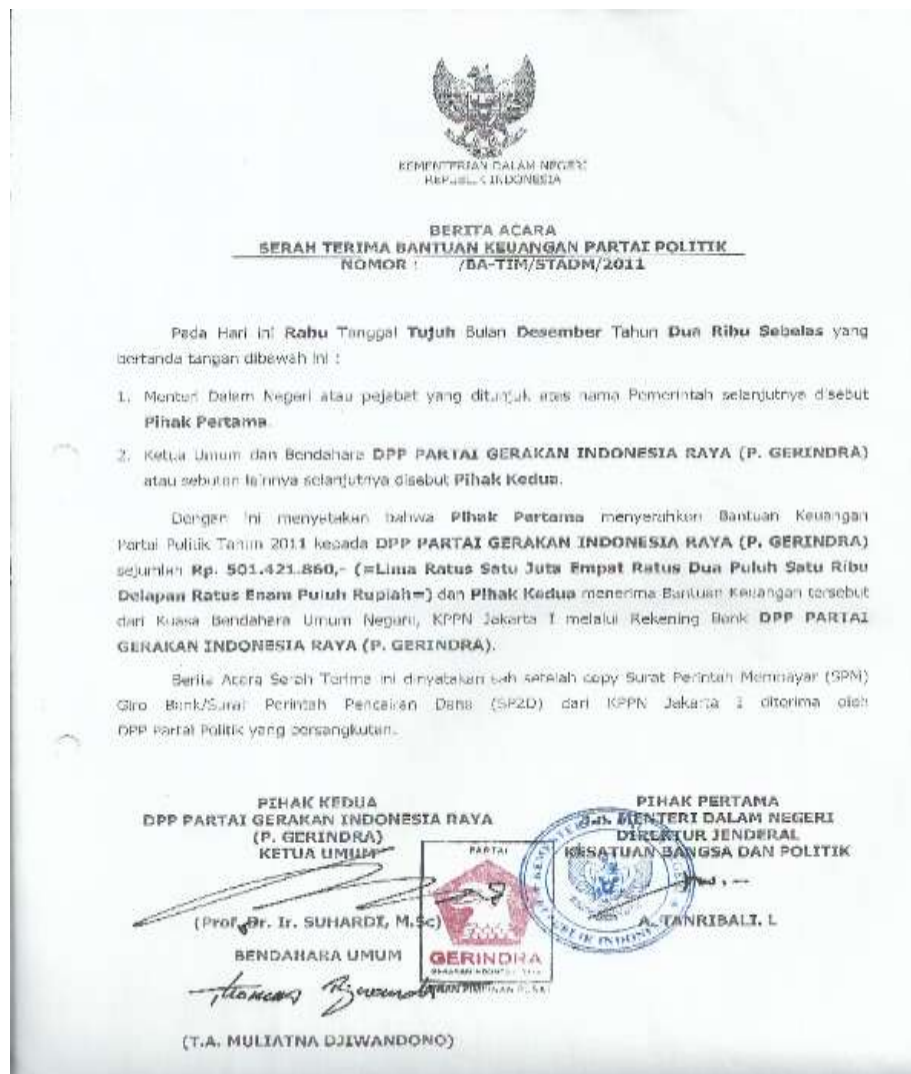 KEMENTERIAN DALAM NEGERI
REPUBLIK INDONESIA
BERITA ACARA
SERAH TERIMA BANTUAN KEUANGAN PARTAI POLITIK
NOMOR : /BA-TIM/STADM/2011
Pada Hari ini Rabu Tanggal Tujuh Bulan Desember Tahun Dua Ribu Sebelas yang
bertanda tangan dibawah ini :
1. Menteri Dalam Negeri atau pejabat yang ditunjuk atas nama Pemerintah selanjutnya disebut
Pihak Pertama.
2. Ketua Umum dan Bendahara DPP PARTAI GERAKAN INDONESIA RAYA (P. GERINDRA)
atau sebutan lainnya selanjutnya disebut Pihak Kedua.
Dengan ini menyatakan bahwa Pihak Pertama menyerahkan Bantuan Keuangan
Partai Politik Tahun 2011 kepada DPP PARTAI GERAKAN INDONESIA RAYA (P. GERINDRA)
sejumlah Rp. 501.421.860,- (=Lima Ratus Satu Juta Empat Ratus Dua Puluh Satu Ribu
Delapan Ratus Enam Puluh Rupiah=) dan Pihak Kedua menerima Bantuan Keuangan tersebut
dari Kuasa Bendahara Umum Negara, KPPN Jakarta I melalui Rekening Bank DPP PARTAI
GERAKAN INDONESIA RAYA (P. GERINDRA).
Berita Acara Serah Terima ini dinyatakan sah setelah copy Surat Perintah Membayar (SPM)
Giro Bank/Surat Perintah Pencairan Dana (SP2D) dari KPPN Jakarta I diterima oleh
DPP Partai Politik yang bersangkutan.
PIHAK KEDUA
DPP PARTAI GERAKAN INDONESIA RAYA
(P. GERINDRA)
KETUA UMUM
(Prof. Dr. Ir. SUHARDI, M.Sc)
BENDAHARA UMUM
(T.A. MULIATNA DJIWANDONO)
PARTAI
GERINDRA
GERAKAN INDONESIA RAYA
DEWAN PIMPINAN PUSAT
PIHAK PERTAMA
a.n. MENTERI DALAM NEGERI
DIREKTUR JENDERAL
KESATUAN BANGSA DAN POLITIK
A. TANRIBALI. L